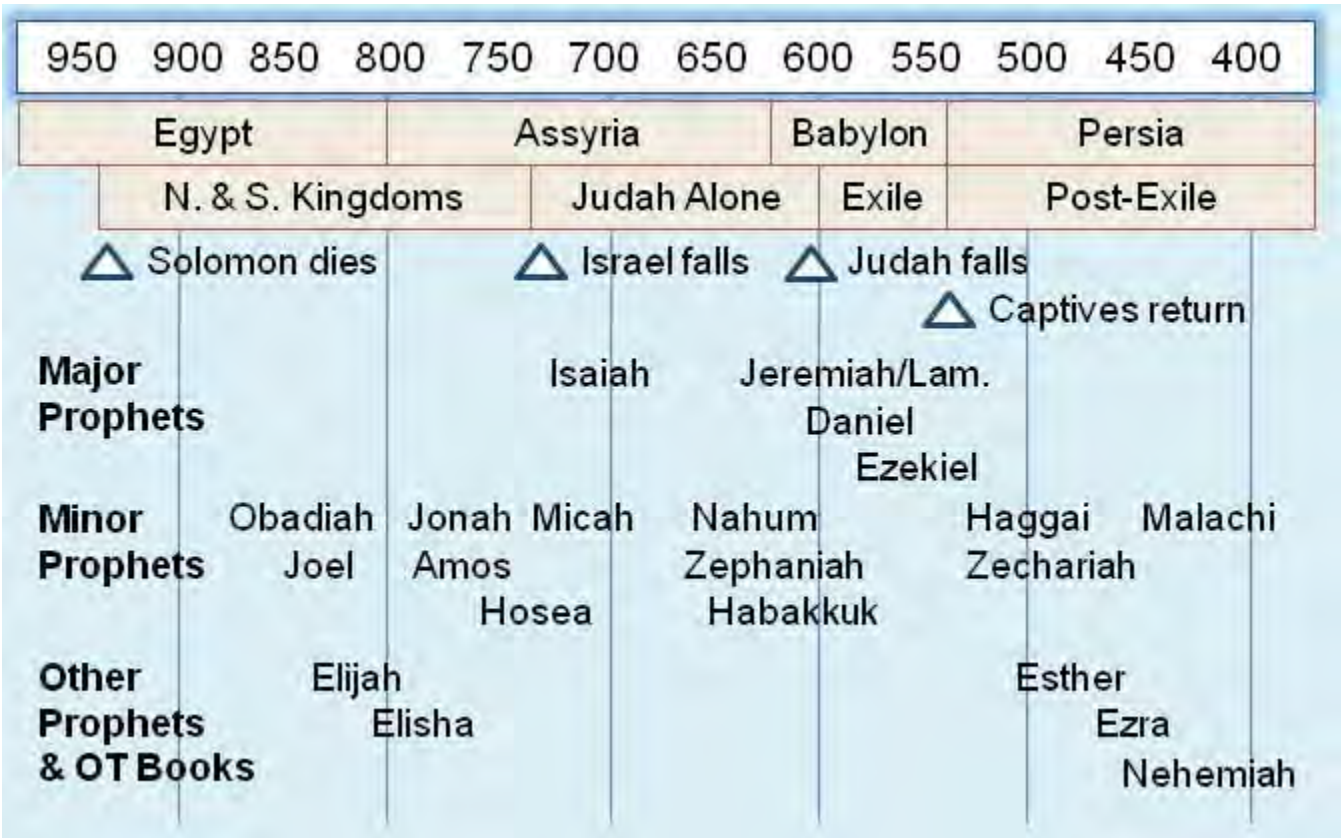 950 900 850 800 750 700 650 600 550 500 450 400
Egypt Assyria Babylon Persia
N. & S. Kingdoms Judah Alone Exile Post-Exile
Solomon dies Israel falls Judah falls
Captives return
Major Isaiah Jeremiah/Lam.
Prophets Daniel
Ezekiel
Minor Obadiah Jonah Micah Nahum Haggai Malachi
Prophets Joel Amos Zephaniah Zechariah
Hosea Habakkuk
Other Elijah Esther
Prophets Elisha Ezra
& OT Books Nehemiah